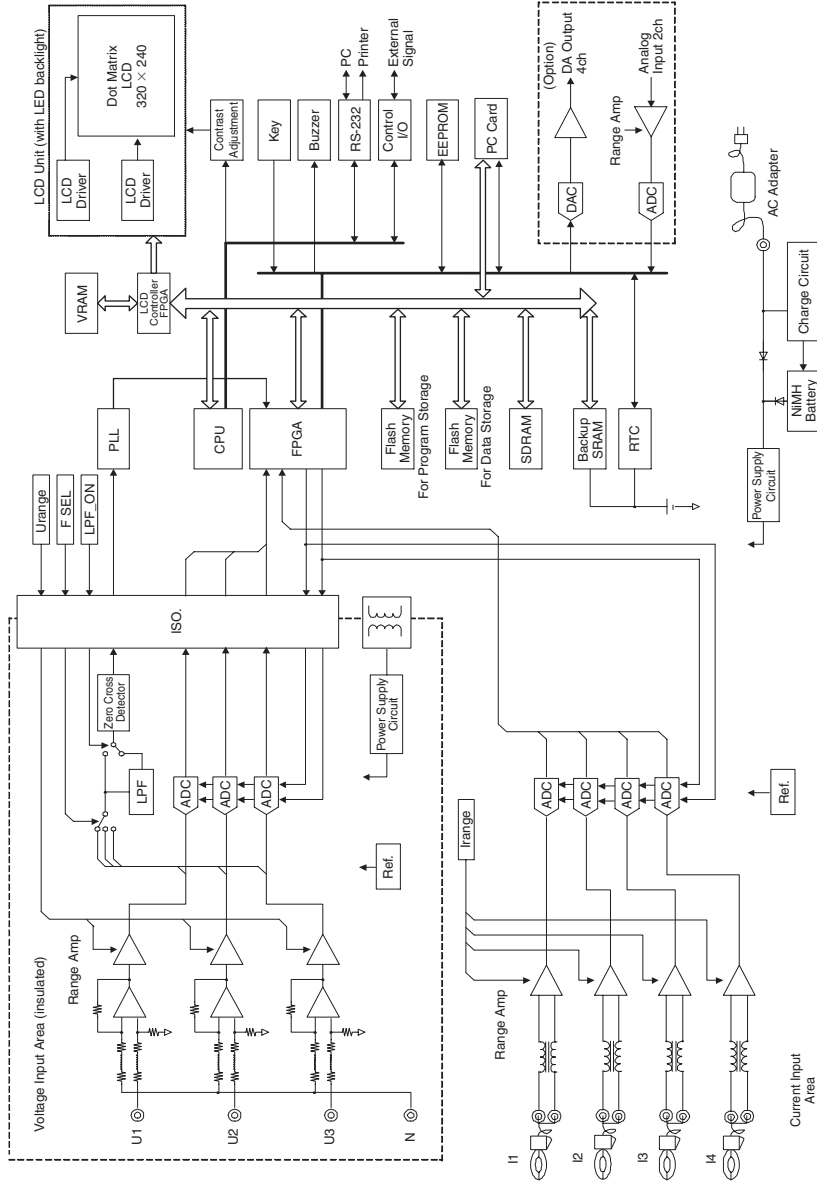 Voltage Input Area (insulated)
U1
U2
U3
N
Range Amp
Ref.
LPF
Zero Cross
Detector
ADC
ADC
ADC
Power Supply
Circuit
ISO.
Urange
F SEL
LPF_ON
PLL
CPU
FPGA
Flash
Memory
For Program Storage
Flash
Memory
For Data Storage
SDRAM
Backup
SRAM
RTC
VRAM
LCD
Controller
FPGA
LCD Unit (with LED backlight)
LCD
Driver
LCD
Driver
Dot Matrix
LCD
320 × 240
Contrast
Adjustment
Key
Buzzer
RS-232
PC
Printer
Control
I/O
External
Signal
EEPROM
PC Card
(Option)
DA Output
4ch
DAC
Range Amp
Analog
Input 2ch
ADC
I1
I2
I3
I4
Current Input
Area
Range Amp
Irange
ADC
ADC
ADC
ADC
Ref.
Power Supply
Circuit
NiMH
Battery
Charge Circuit
AC Adapter